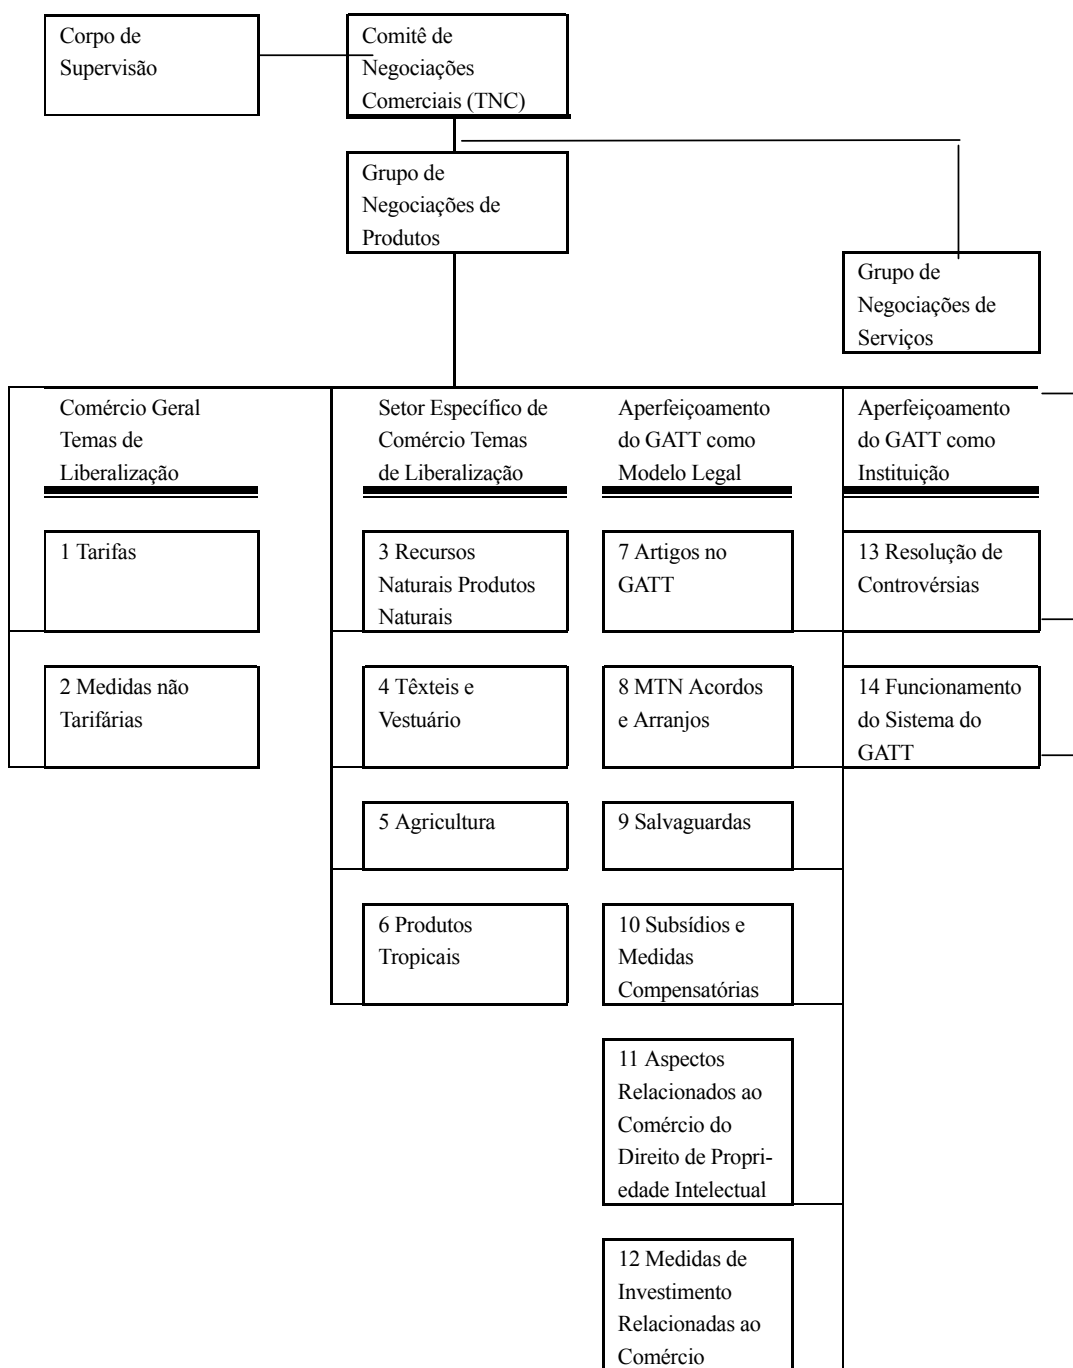 Corpo de
Supervisão
Comitê de
Negociações
Comerciais (TNC)
Grupo de
Negociações de
Produtos
Grupo de
Negociações de
Serviços
Comércio Geral
Temas de
Liberalização
Setor Específico de
Comércio Temas
de Liberalização
Aperfeiçoamento
do GATT como
Modelo Legal
Aperfeiçoamento
do GATT como
Instituição
1 Tarifas
3 Recursos
Naturais Produtos
Naturais
7 Artigos no
GATT
13 Resolução de
Controvérsias
2 Medidas não
Tarifárias
4 Têxteis e
Vestuário
8 MTN Acordos
e Arranjos
14 Funcionamento
do Sistema do
GATT
5 Agricultura
9 Salvaguardas
6 Produtos
Tropicais
10 Subsídios e
Medidas
Compensatórias
11 Aspectos
Relacionados ao
Comércio do
Direito de Propri-
edade Intelectual
12 Medidas de
Investimento
Relacionadas ao
Comércio